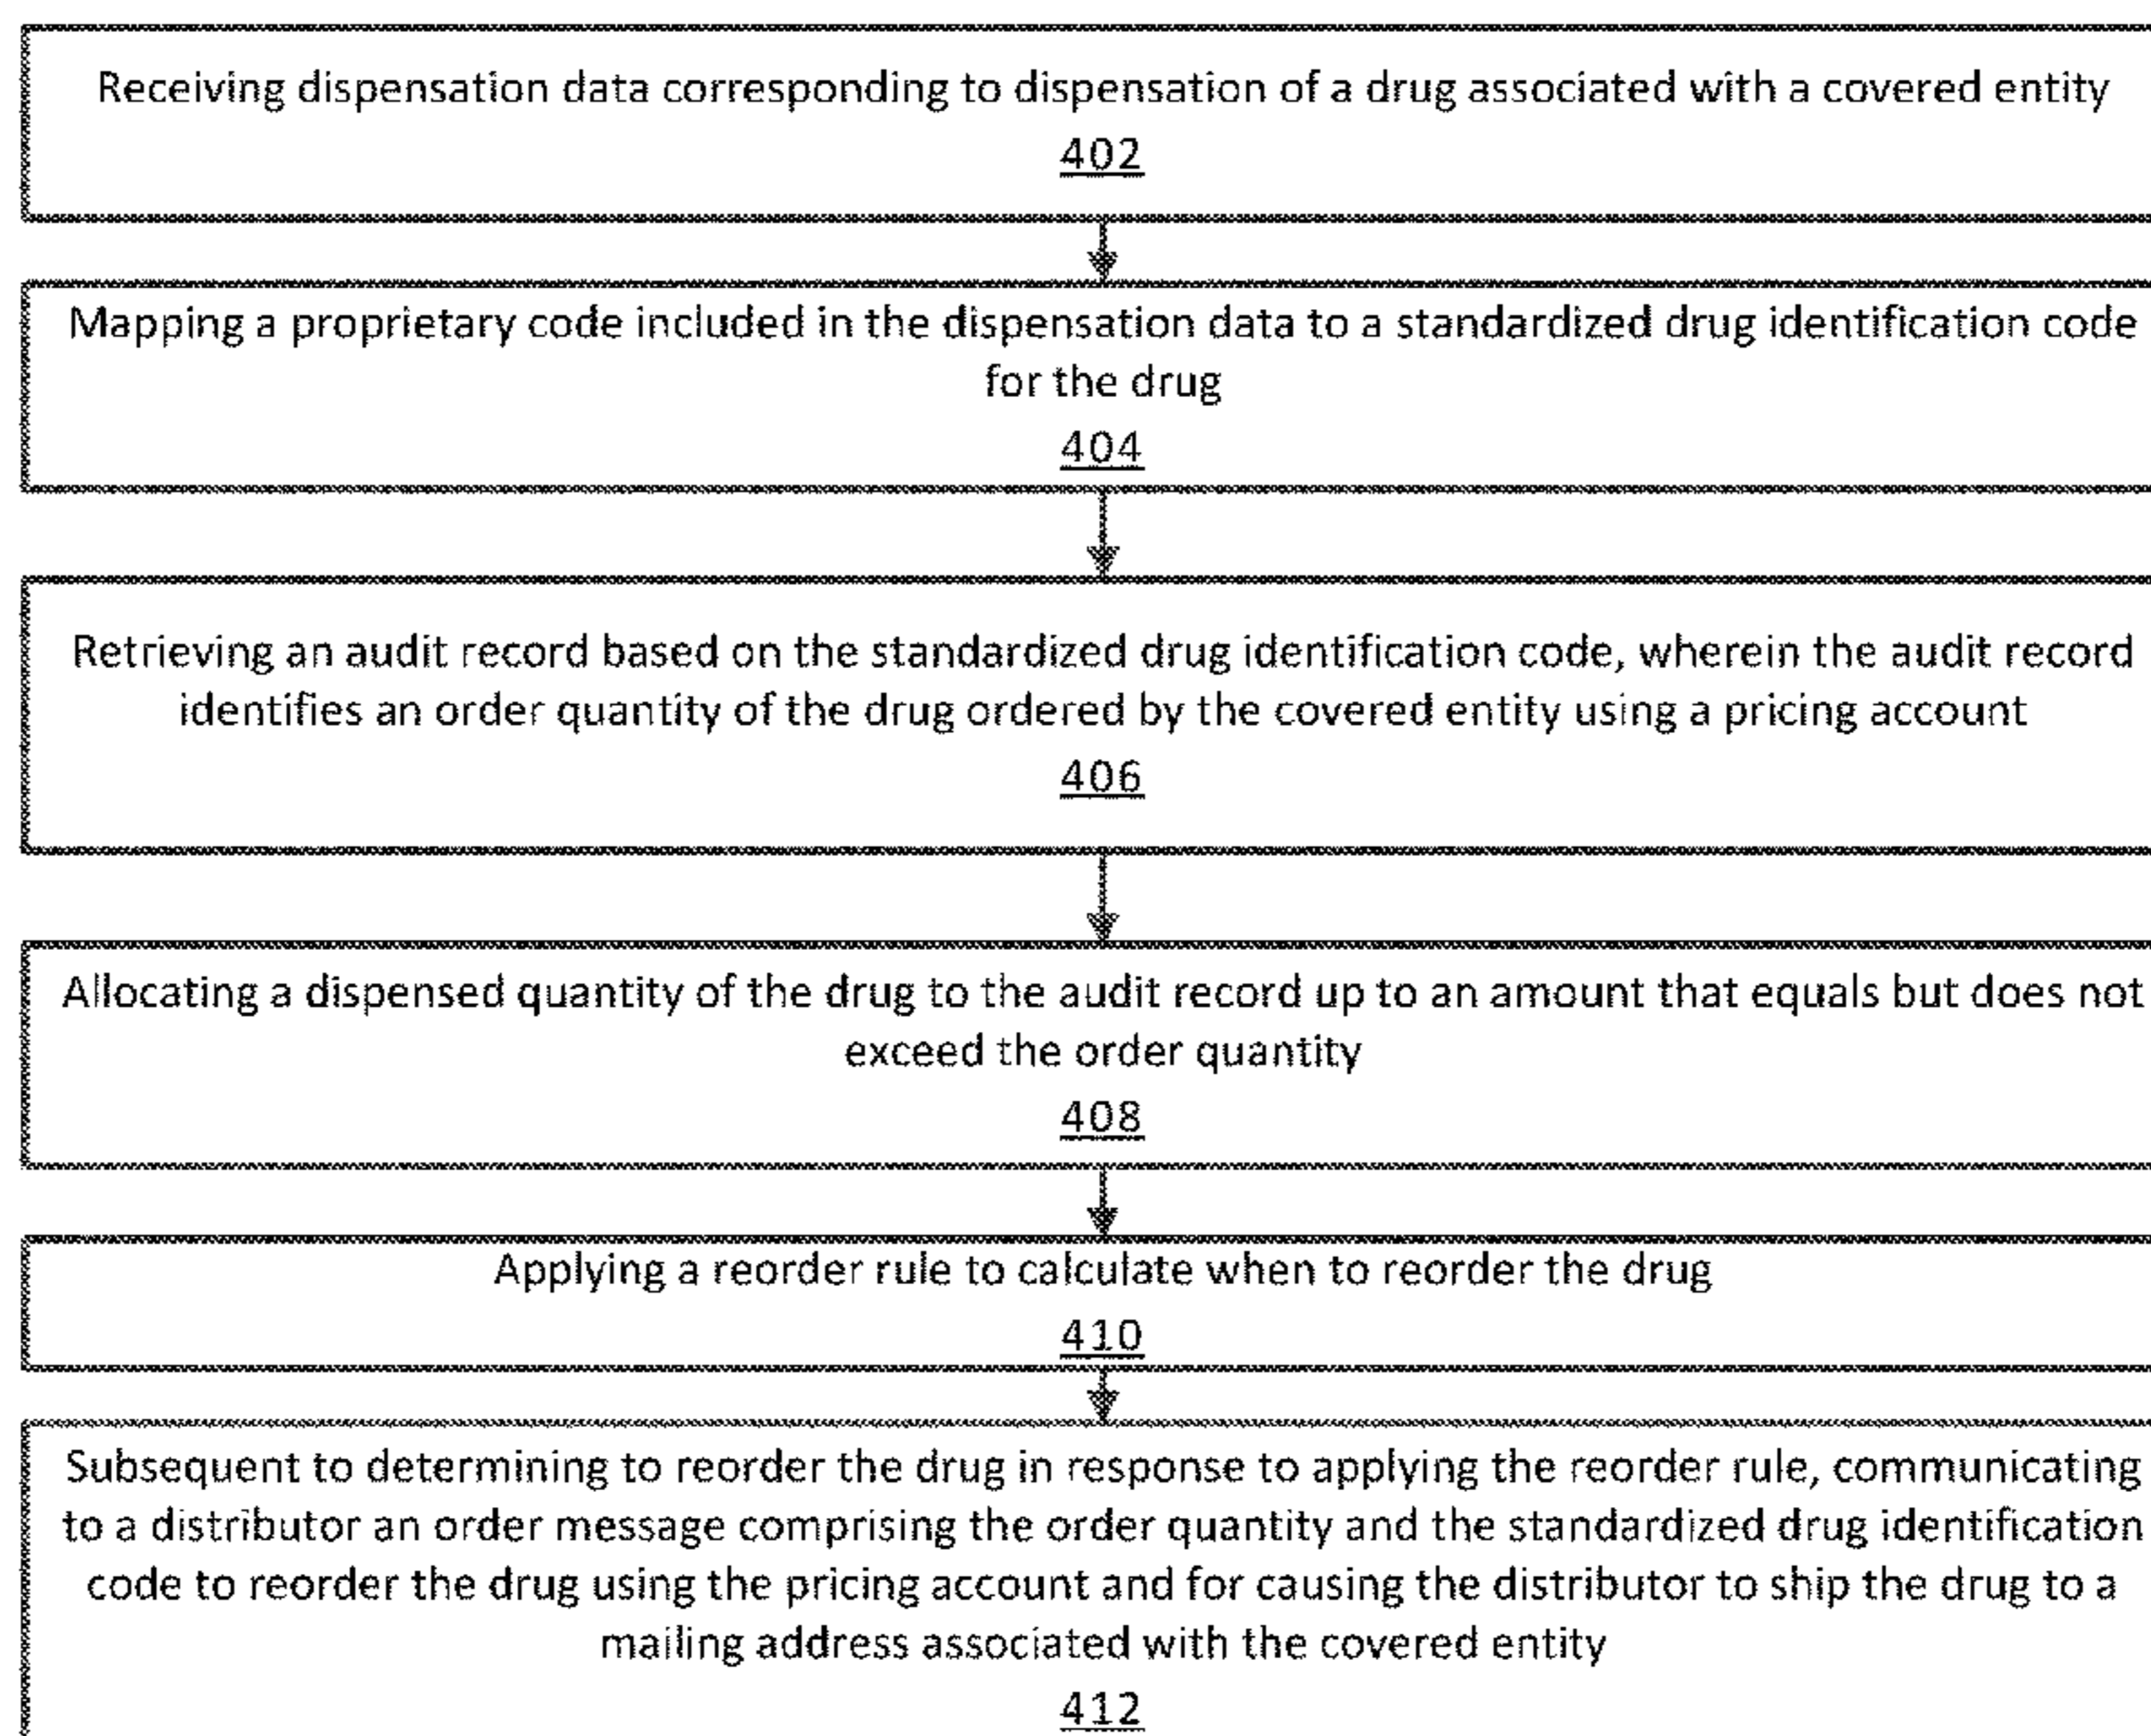 Receiving dispensation data corresponding to dispensation of a drug associated with a covered entity
402
Mapping a proprietary code included in the dispensation data to a standardized drug identification code
for the drug
404
Retrieving an audit record based on the standardized drug identification code, wherein the audit record
identifies an order quantity of the drug ordered by the covered entity using a pricing account
406
Allocating a dispensed quantity of the drug to the audit record up to an amount that equals but does not
exceed the order quantity
408
Applying a reorder rule to calculate when to reorder the drug
410
Subsequent to determining to reorder the drug in response to applying the reorder rule, communicating
to a distributor an order message comprising the order quantity and the standardized drug identification
code to reorder the drug using the pricing account and for causing the distributor to ship the drug to a
mailing address associated with the covered entity
412